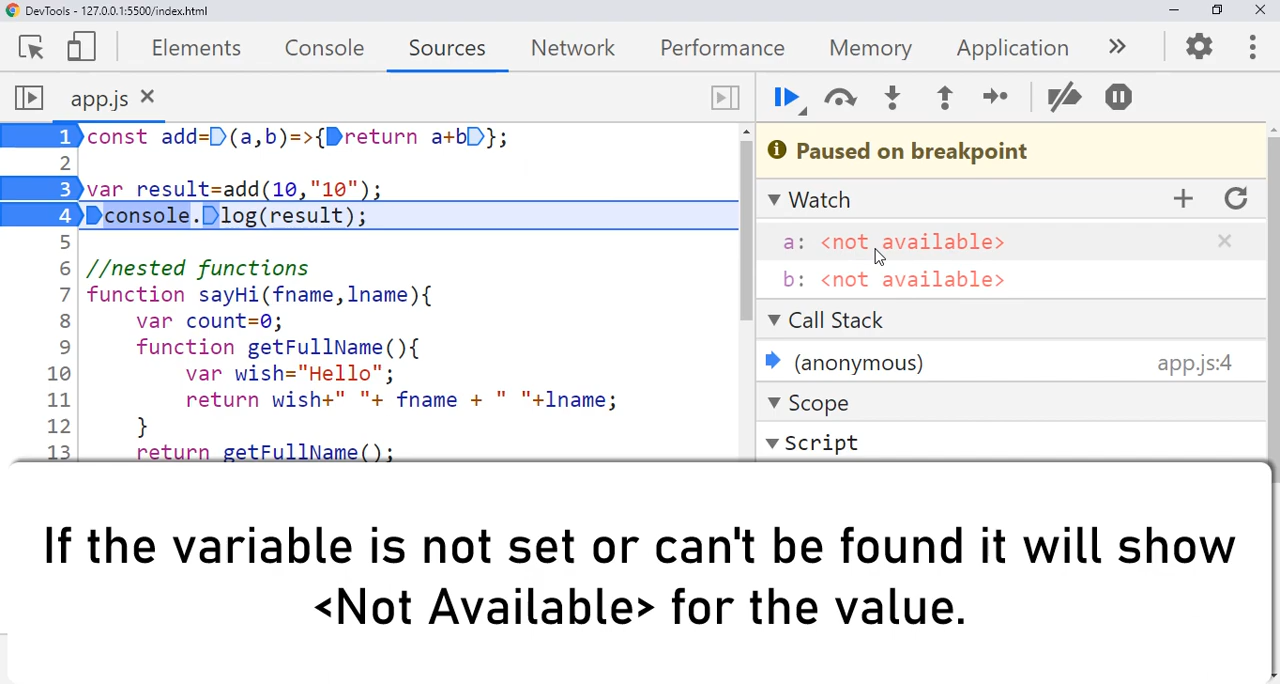 DevTools - 127.0.0.1:5500/index.html
Elements Console Sources Network Performance Memory Application »
app.js ×
1 const add=(a,b)=>{return a+b};
2
3 var result=add(10,"10");
4 console.log(result);
5
6 //nested functions
7 function sayHi(fname,lname){
8 var count=0;
9 function getFullName(){
10 var wish="Hello";
11 return wish+" "+ fname + " "+lname;
12 }
13 return getFullName();
Paused on breakpoint
Watch
a: <not available>
b: <not available>
Call Stack
(anonymous) app.js:4
Scope
Script
If the variable is not set or can't be found it will show
<Not Available> for the value.